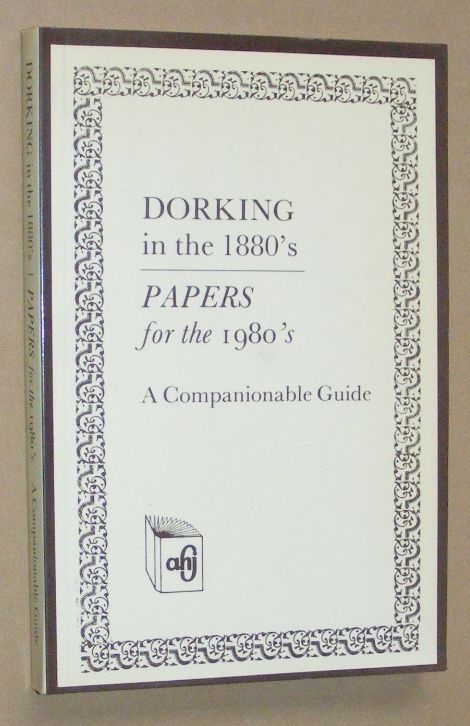 DORKING in the 1880's | PAPERS for the 1980's A Companionable Guide
DORKING
in the 1880's
PAPERS
for the 1980's
A Companionable Guide
ahj